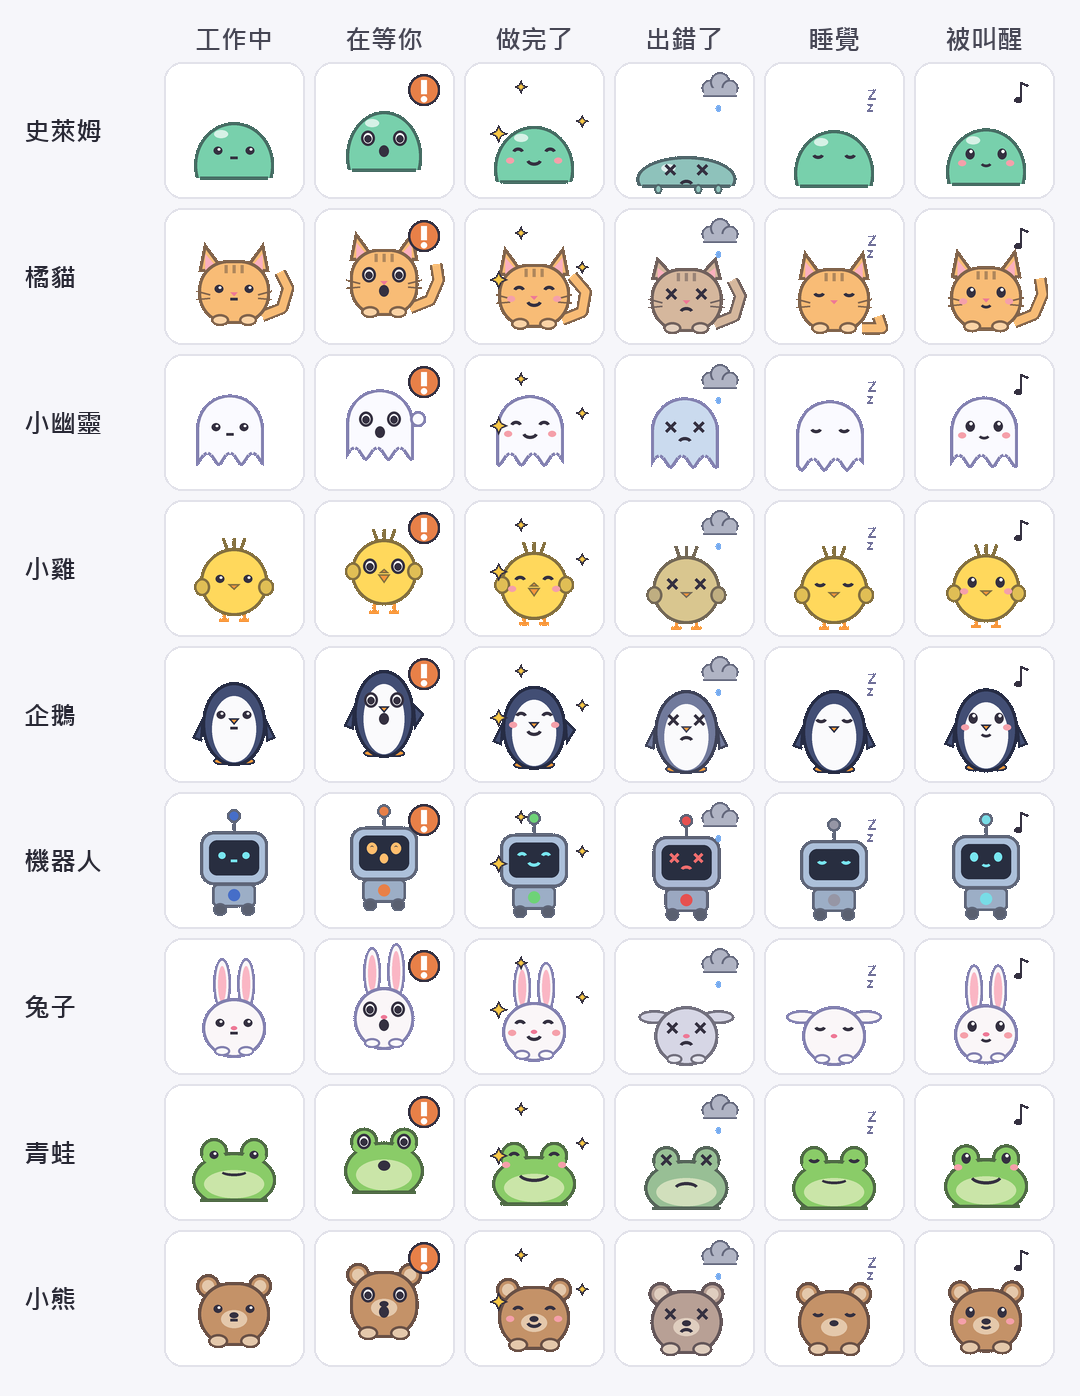 工作中 在等你 做完了 出錯了 睡覺 被叫醒
史萊姆 ! z z
橘貓 ! z z
小幽靈 ! z z
小雞 ! z z
企鵝 ! z z
機器人 ! z z
兔子 ! z z
青蛙 ! z z
小熊 ! z z